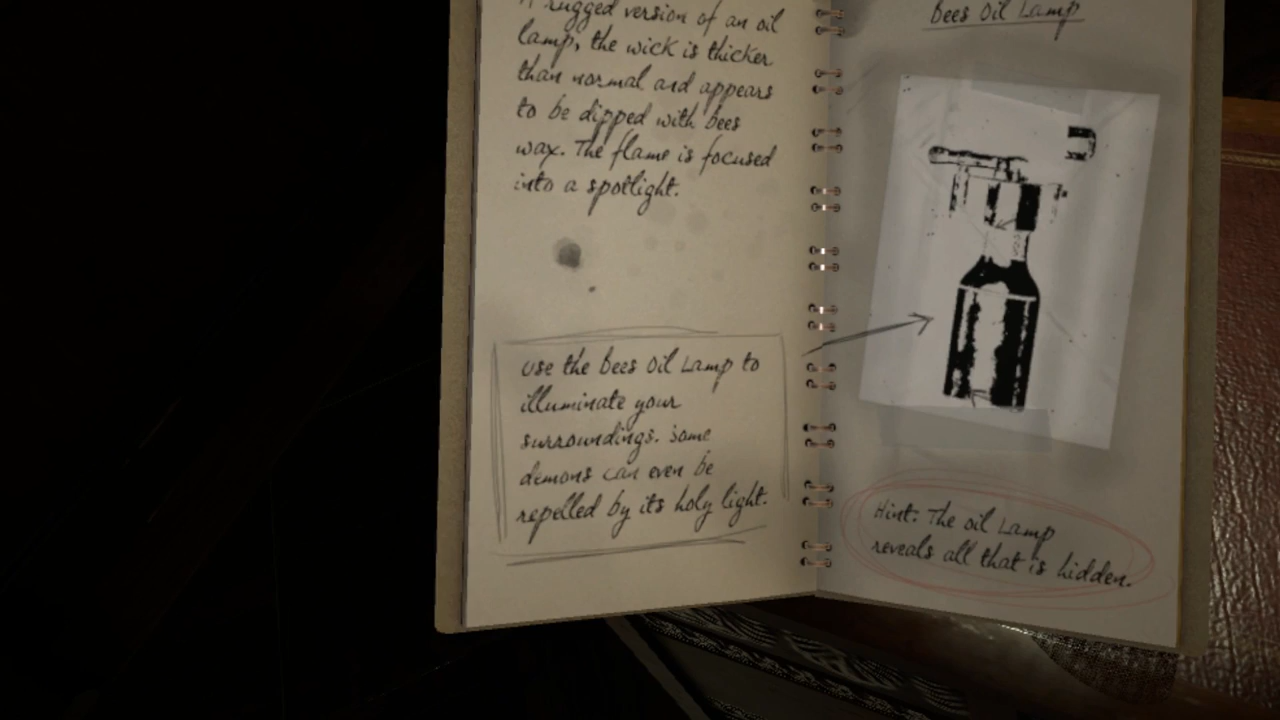 A rugged version of an oil
lamp, the wick is thicker
than normal and appears
to be dipped with bees
wax. The flame is focused
into a spotlight.
Use the Bees Oil Lamp to
illuminate your
surroundings. Some
demons can even be
repelled by its holy light.
Bees Oil Lamp
Hint: The oil Lamp
reveals all that is hidden.